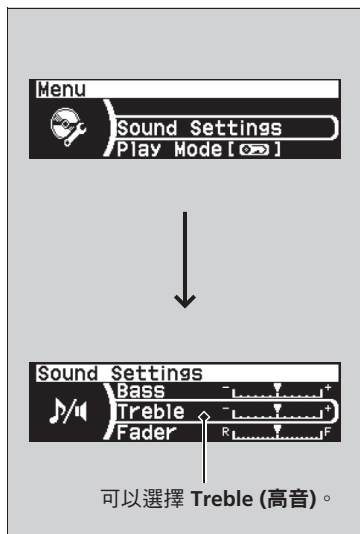 Menu
Sound Settings
Play Mode[ ]
Sound Settings
Bass - +
Treble - +
Fader R F
可以選擇 Treble (高音)。